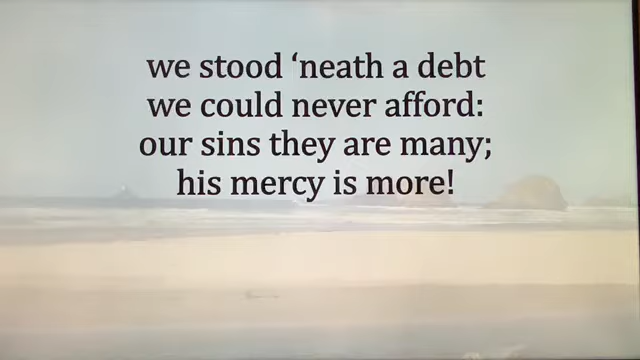 we stood ‘neath a debt
we could never afford:
our sins they are many;
his mercy is more!